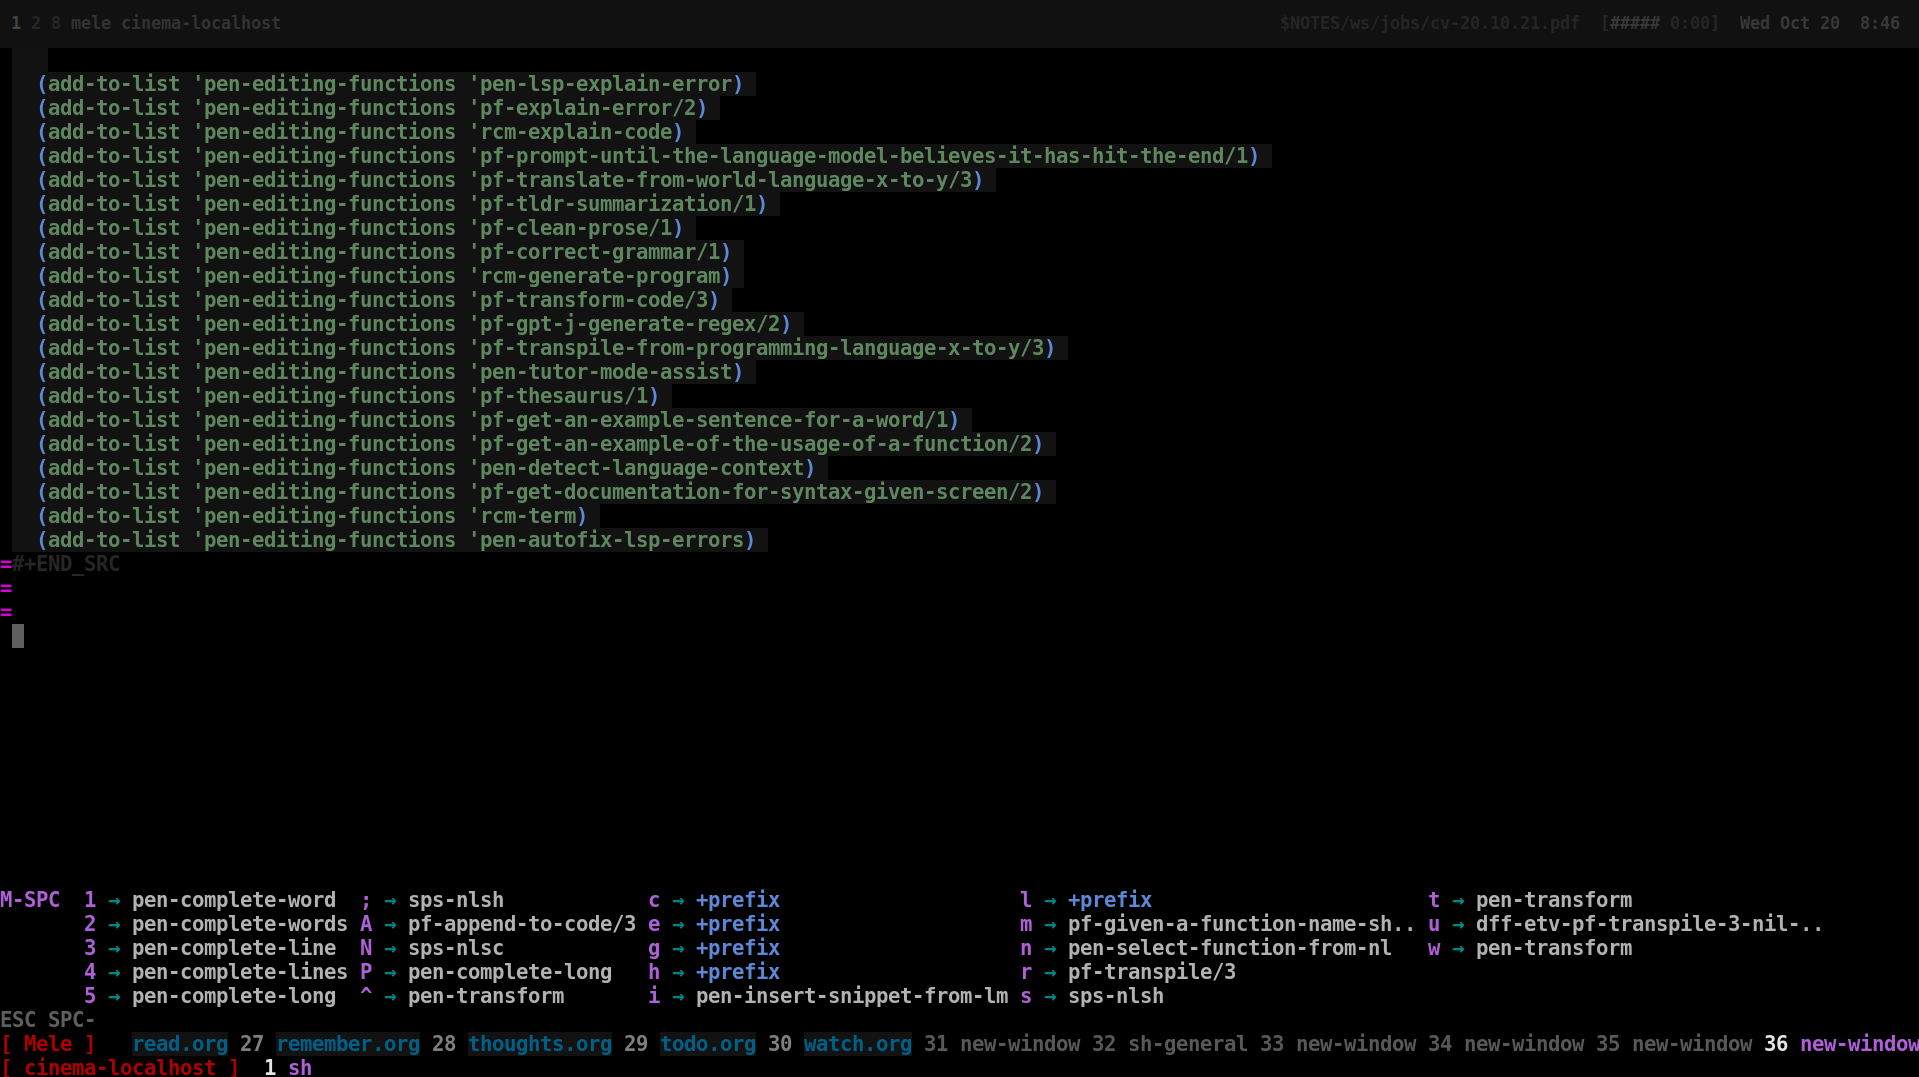 1 2 8 mele cinema-localhost $NOTES/ws/jobs/cv-20.10.21.pdf [##### 0:00] Wed Oct 20 8:46
(add-to-list 'pen-editing-functions 'pen-lsp-explain-error)
(add-to-list 'pen-editing-functions 'pf-explain-error/2)
(add-to-list 'pen-editing-functions 'rcm-explain-code)
(add-to-list 'pen-editing-functions 'pf-prompt-until-the-language-model-believes-it-has-hit-the-end/1)
(add-to-list 'pen-editing-functions 'pf-translate-from-world-language-x-to-y/3)
(add-to-list 'pen-editing-functions 'pf-tldr-summarization/1)
(add-to-list 'pen-editing-functions 'pf-clean-prose/1)
(add-to-list 'pen-editing-functions 'pf-correct-grammar/1)
(add-to-list 'pen-editing-functions 'rcm-generate-program)
(add-to-list 'pen-editing-functions 'pf-transform-code/3)
(add-to-list 'pen-editing-functions 'pf-gpt-j-generate-regex/2)
(add-to-list 'pen-editing-functions 'pf-transpile-from-programming-language-x-to-y/3)
(add-to-list 'pen-editing-functions 'pen-tutor-mode-assist)
(add-to-list 'pen-editing-functions 'pf-thesaurus/1)
(add-to-list 'pen-editing-functions 'pf-get-an-example-sentence-for-a-word/1)
(add-to-list 'pen-editing-functions 'pf-get-an-example-of-the-usage-of-a-function/2)
(add-to-list 'pen-editing-functions 'pen-detect-language-context)
(add-to-list 'pen-editing-functions 'pf-get-documentation-for-syntax-given-screen/2)
(add-to-list 'pen-editing-functions 'rcm-term)
(add-to-list 'pen-editing-functions 'pen-autofix-lsp-errors)
=#+END_SRC
=
=
M-SPC 1 → pen-complete-word ; → sps-nlsh c → +prefix l → +prefix t → pen-transform
2 → pen-complete-words A → pf-append-to-code/3 e → +prefix m → pf-given-a-function-name-sh.. u → dff-etv-pf-transpile-3-nil-..
3 → pen-complete-line N → sps-nlsc g → +prefix n → pen-select-function-from-nl w → pen-transform
4 → pen-complete-lines P → pen-complete-long h → +prefix r → pf-transpile/3
5 → pen-complete-long ^ → pen-transform i → pen-insert-snippet-from-lm s → sps-nlsh
ESC SPC-
[ Mele ] read.org 27 remember.org 28 thoughts.org 29 todo.org 30 watch.org 31 new-window 32 sh-general 33 new-window 34 new-window 35 new-window 36 new-window
[ cinema-localhost ] 1 sh